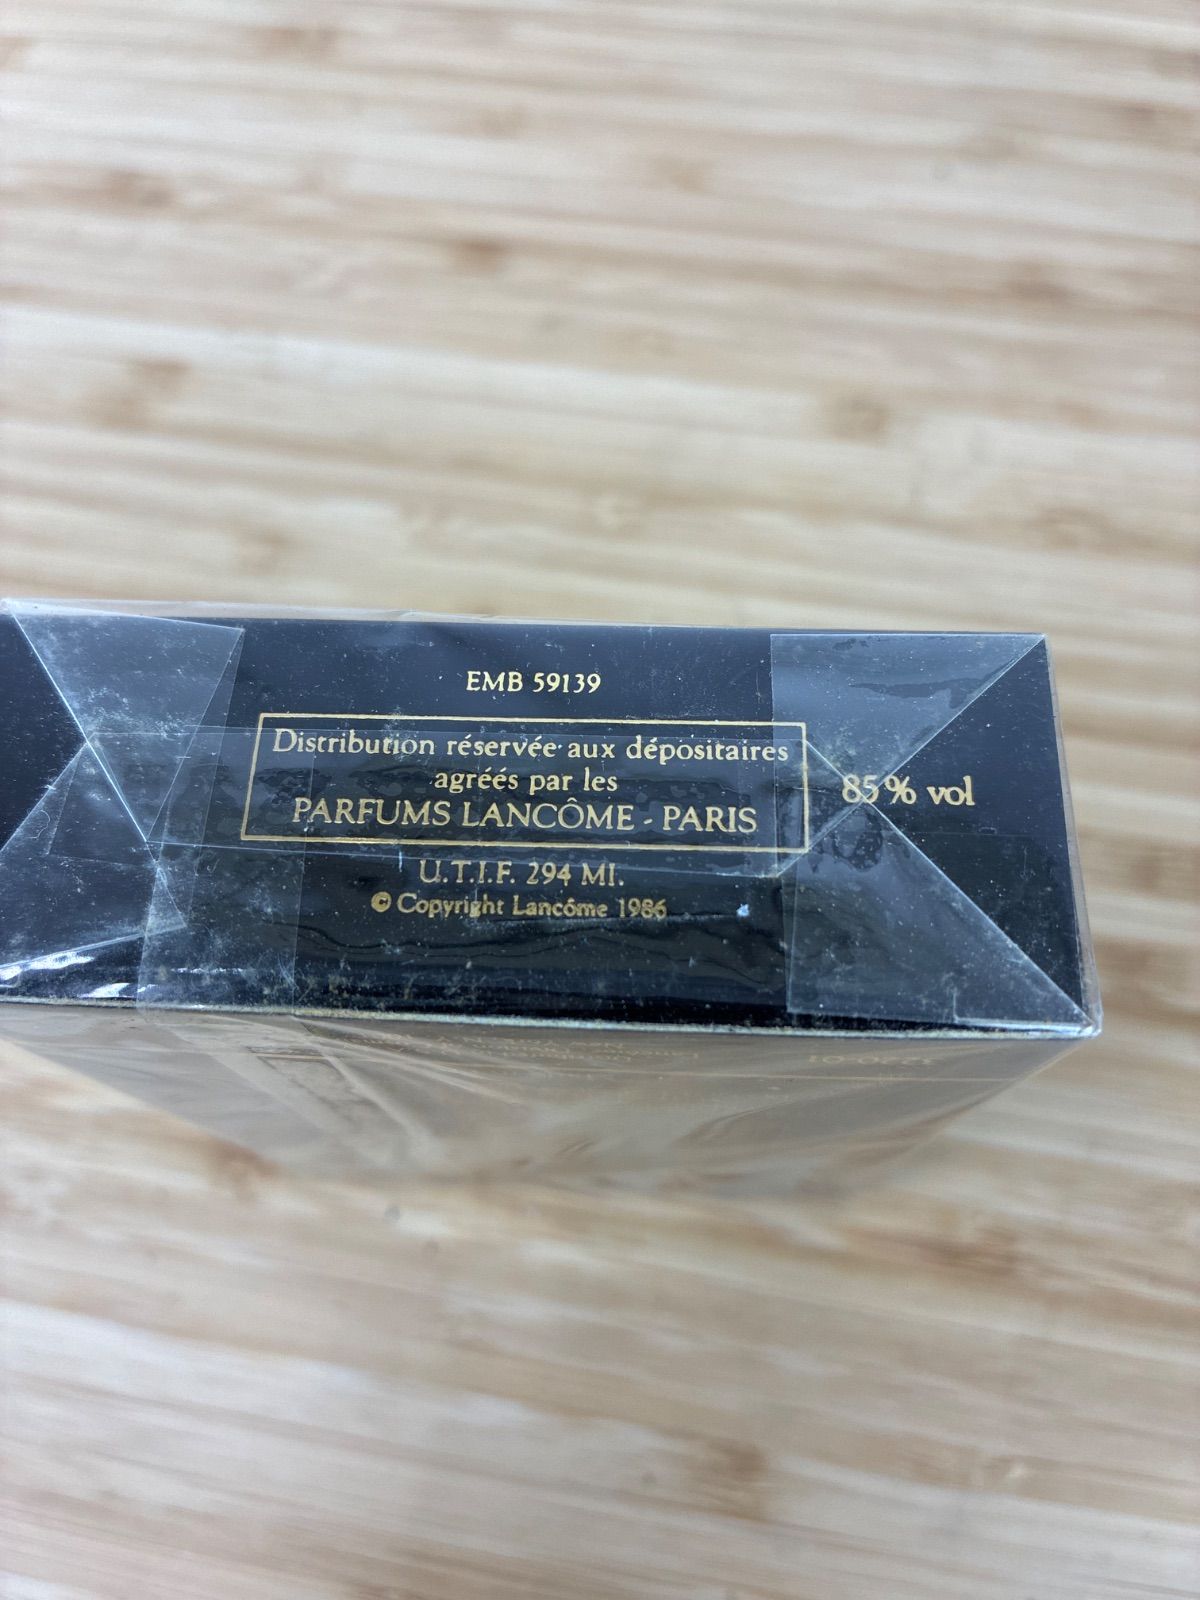 EMB 59139
Distribution réservée aux dépositaires
agréés par les
PARFUMS LANCÔME - PARIS
85% vol
U.T.I.F. 294 MI.
© Copyright Lancôme 1986